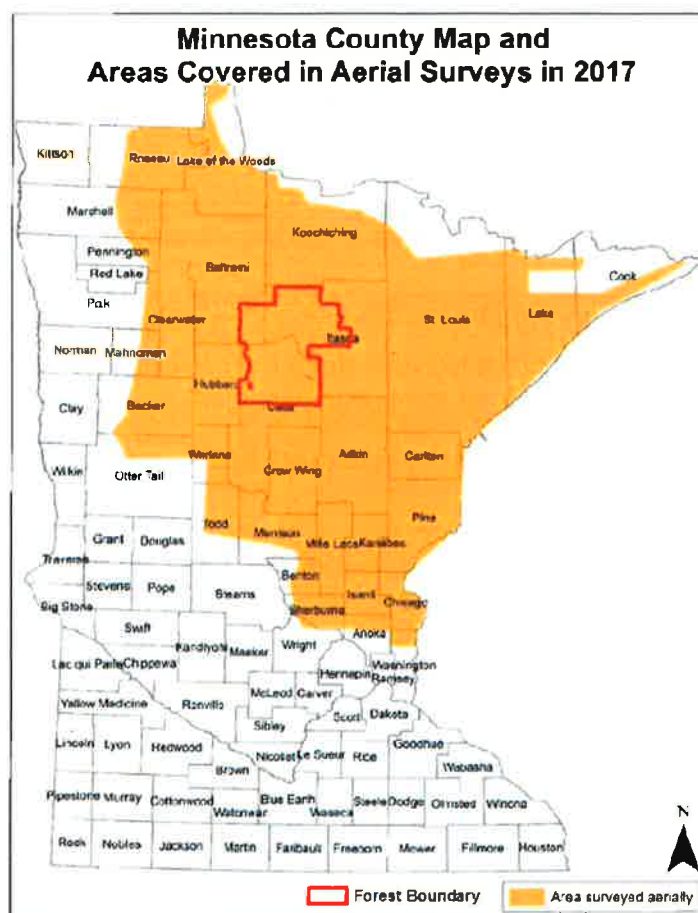 Minnesota County Map and
Areas Covered in Aerial Surveys in 2017
Kittson
Roseau
Lake of the Woods
Marshall
Koochiching
Pennington
Beltrami
Red Lake
Cook
Polk
Clearwater
St. Louis
Lake
Itasca
Norman
Mahnomen
Hubbard
Clay
Becker
Cass
Wadena
Aitkin
Carlton
Wilkin
Otter Tail
Crow Wing
Todd
Pine
Morrison
Grant
Douglas
Mille Lacs
Kanabec
Traverse
Benton
Stevens
Pope
Stearns
Isanti
Chisago
Big Stone
Sherburne
Swift
Anoka
Kandiyohi
Meeker
Wright
Lac qui Parle
Chippewa
Hennepin
Washington
Ramsey
McLeod
Carver
Yellow Medicine
Renville
Scott
Dakota
Sibley
Lincoln
Lyon
Redwood
Nicollet
Le Sueur
Rice
Goodhue
Wabasha
Brown
Pipestone
Murray
Cottonwood
Watonwan
Blue Earth
Waseca
Steele
Dodge
Olmsted
Winona
Rock
Nobles
Jackson
Martin
Faribault
Freeborn
Mower
Fillmore
Houston
N
Forest Boundary
Area surveyed aerially